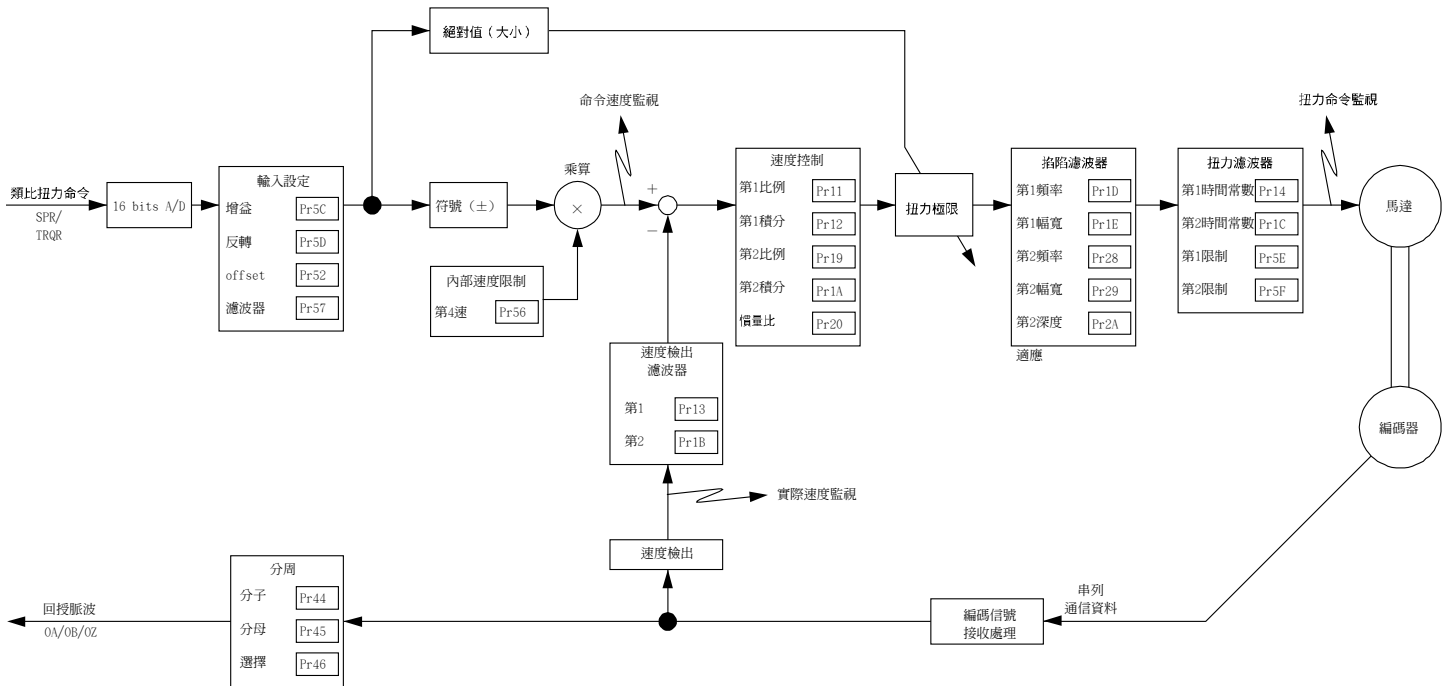 絕對值（大小）
命令速度監視
扭力命令監視
類比扭力命令
SPR/
TRQR
16 bits A/D
輸入設定
增益 Pr5C
反轉 Pr5D
offset Pr52
濾波器 Pr57
符號（±）
乘算
×
內部速度限制
第4速 Pr56
+
−
速度控制
第1比例 Pr11
第1積分 Pr12
第2比例 Pr19
第2積分 Pr1A
慣量比 Pr20
扭力極限
掐陷濾波器
第1頻率 Pr1D
第1幅寬 Pr1E
第2頻率 Pr28
第2幅寬 Pr29
第2深度 Pr2A
適應
扭力濾波器
第1時間常數 Pr14
第2時間常數 Pr1C
第1限制 Pr5E
第2限制 Pr5F
馬達
編碼器
速度檢出
濾波器
第1 Pr13
第2 Pr1B
實際速度監視
速度檢出
串列
通信資料
編碼信號
接收處理
分周
分子 Pr44
分母 Pr45
選擇 Pr46
回授脈波
OA/OB/OZ